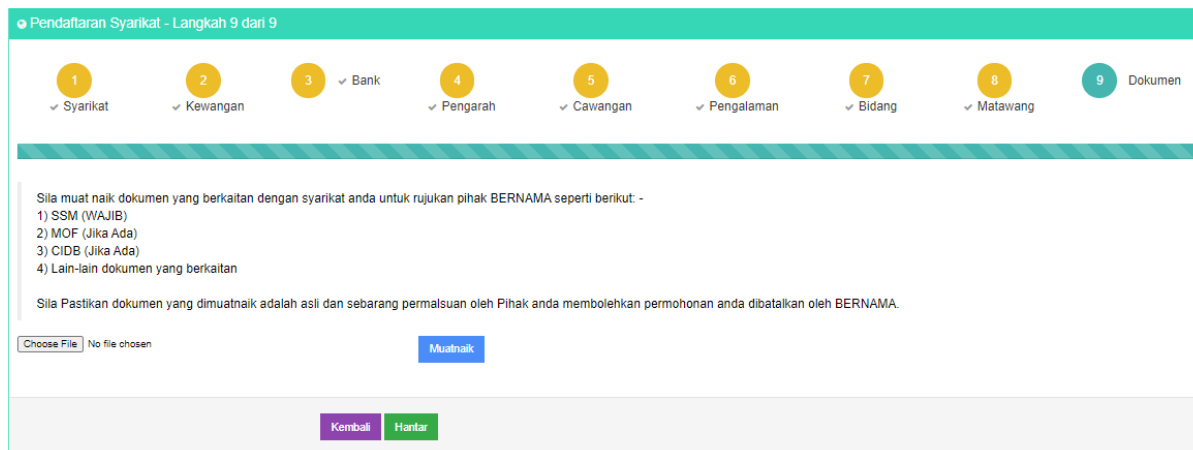 Pendaftaran Syarikat - Langkah 9 dari 9
1 2 3 Bank 4 5 6 7 8 9 Dokumen
Syarikat Kewangan Pengarah Cawangan Pengalaman Bidang Matawang
Sila muat naik dokumen yang berkaitan dengan syarikat anda untuk rujukan pihak BERNAMA seperti berikut: -
1) SSM (WAJIB)
2) MOF (Jika Ada)
3) CIDB (Jika Ada)
4) Lain-lain dokumen yang berkaitan
Sila Pastikan dokumen yang dimuatnaik adalah asli dan sebarang permalsuan oleh Pihak anda membolehkan permohonan anda dibatalkan oleh BERNAMA.
Choose File No file chosen Muatnaik
Kembali Hantar